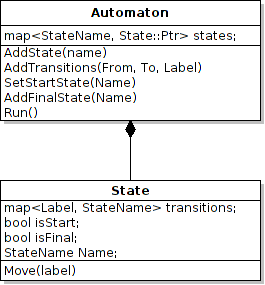 Automaton
map<StateName, State::Ptr> states;
AddState(name)
AddTransitions(From, To, Label)
SetStartState(Name)
AddFinalState(Name)
Run()
State
map<Label, StateName> transitions;
bool isStart;
bool isFinal;
StateName Name;
Move(label)